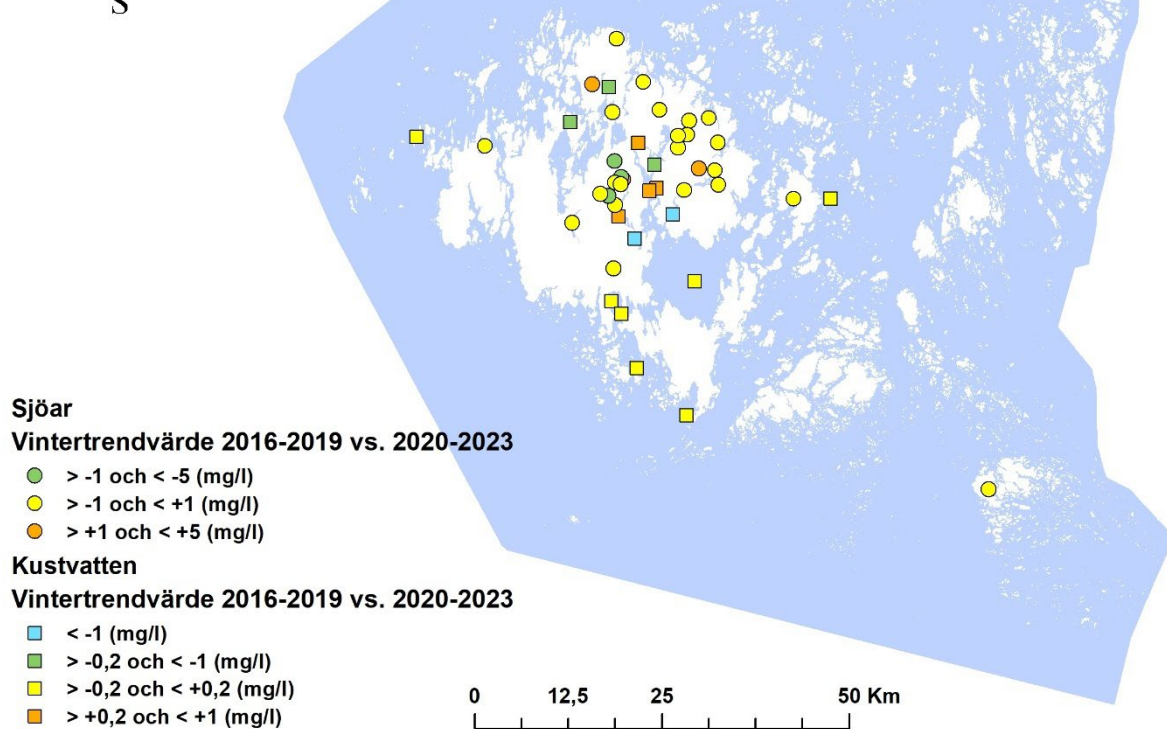 S
Sjöar
Vintertrendvärde 2016-2019 vs. 2020-2023
> -1 och < -5 (mg/l)
> -1 och < +1 (mg/l)
> +1 och < +5 (mg/l)
Kustvatten
Vintertrendvärde 2016-2019 vs. 2020-2023
< -1 (mg/l)
> -0,2 och < -1 (mg/l)
> -0,2 och < +0,2 (mg/l)
> +0,2 och < +1 (mg/l)
0 12,5 25 50 Km